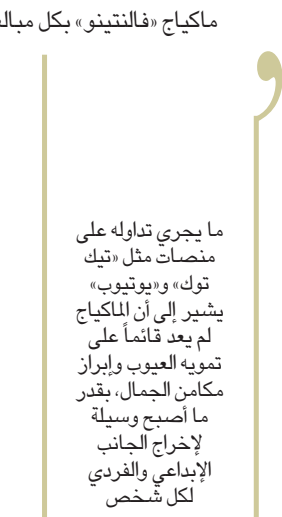 ماكياج «فالنتينو» بكل
ما يجري تداوله على
منصات مثل «تيك
توك» و«يوتيوب»
يشير إلى أن الماكياج
لم يعد قائماً على
تمويه العيوب وإبراز
مكامن الجمال، بقدر
ما أصبح وسيلة
لإخراج الجانب
الإبداعي والفردي
لكل شخص